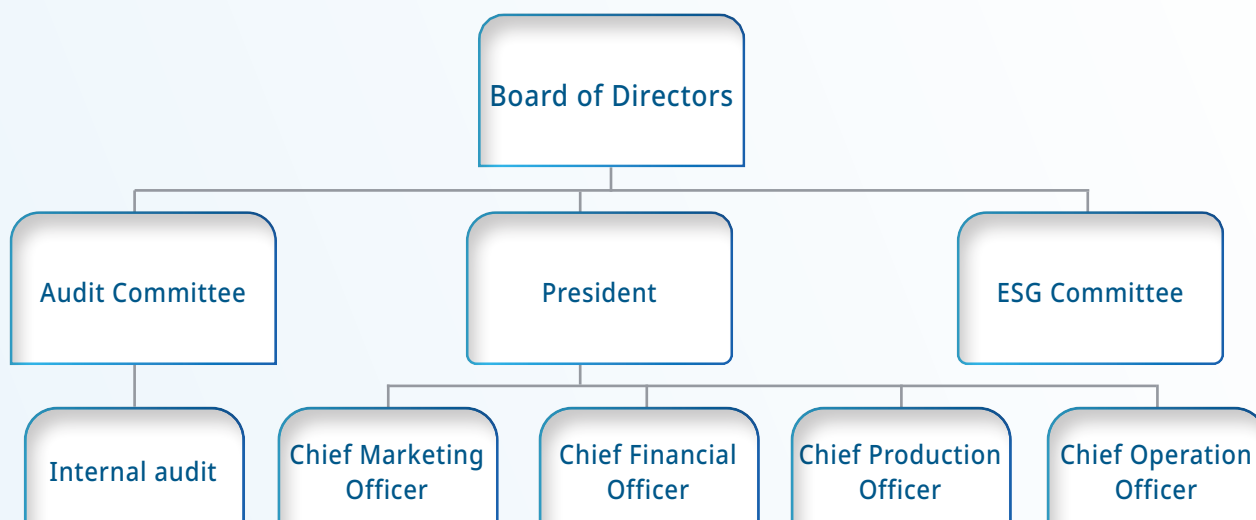 Board of Directors
Audit Committee
President
ESG Committee
Internal audit
Chief Marketing
Officer
Chief Financial
Officer
Chief Production
Officer
Chief Operation
Officer